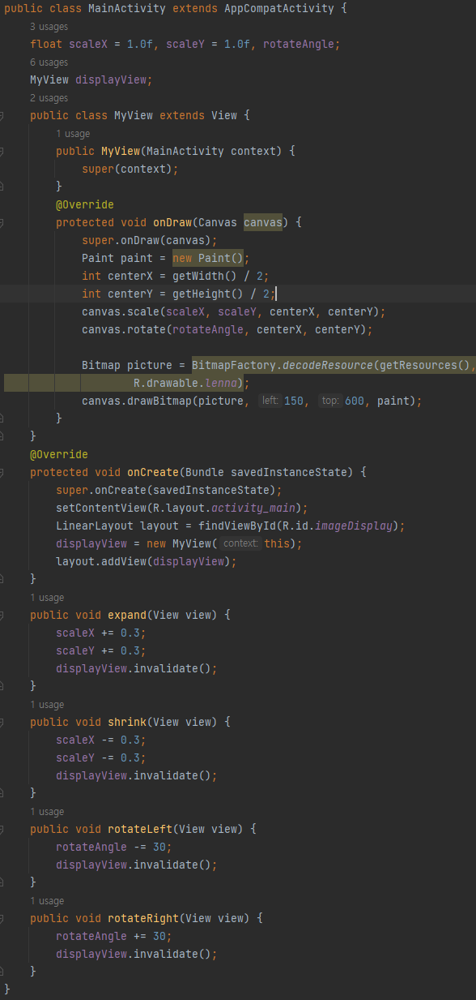 public class MainActivity extends AppCompatActivity {
3 usages
float scaleX = 1.0f, scaleY = 1.0f, rotateAngle;
6 usages
MyView displayView;
2 usages
public class MyView extends View {
1 usage
public MyView(MainActivity context) {
super(context);
}
@Override
protected void onDraw(Canvas canvas) {
super.onDraw(canvas);
Paint paint = new Paint();
int centerX = getWidth() / 2;
int centerY = getHeight() / 2;
canvas.scale(scaleX, scaleY, centerX, centerY);
canvas.rotate(rotateAngle, centerX, centerY);
Bitmap picture = BitmapFactory.decodeResource(getResources(),
R.drawable.lenna);
canvas.drawBitmap(picture, left: 150, top: 600, paint);
}
}
@Override
protected void onCreate(Bundle savedInstanceState) {
super.onCreate(savedInstanceState);
setContentView(R.layout.activity_main);
LinearLayout layout = findViewById(R.id.imageDisplay);
displayView = new MyView( context: this);
layout.addView(displayView);
}
1 usage
public void expand(View view) {
scaleX += 0.3;
scaleY += 0.3;
displayView.invalidate();
}
1 usage
public void shrink(View view) {
scaleX -= 0.3;
scaleY -= 0.3;
displayView.invalidate();
}
1 usage
public void rotateLeft(View view) {
rotateAngle -= 30;
displayView.invalidate();
}
1 usage
public void rotateRight(View view) {
rotateAngle += 30;
displayView.invalidate();
}
}